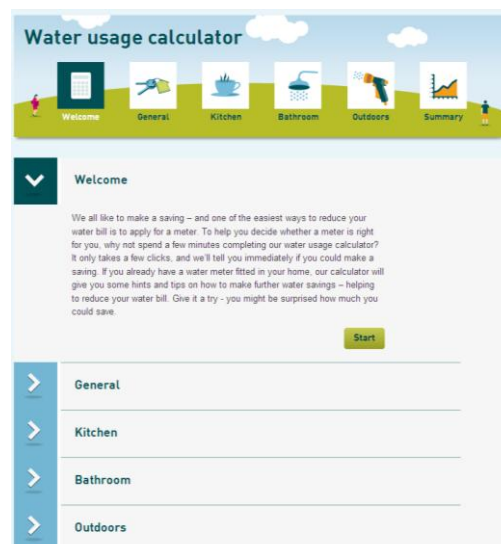 Water usage calculator
Welcome General Kitchen Bathroom Outdoors Summary
Welcome
We all like to make a saving – and one of the easiest ways to reduce your
water bill is to apply for a meter. To help you decide whether a meter is right
for you, why not spend a few minutes completing our water usage calculator?
It only takes a few clicks, and we'll tell you immediately if you could make a
saving. If you already have a water meter fitted in your home, our calculator will
give you some hints and tips on how to make further water savings – helping
to reduce your water bill. Give it a try - you might be surprised how much you
could save.
Start
General
Kitchen
Bathroom
Outdoors